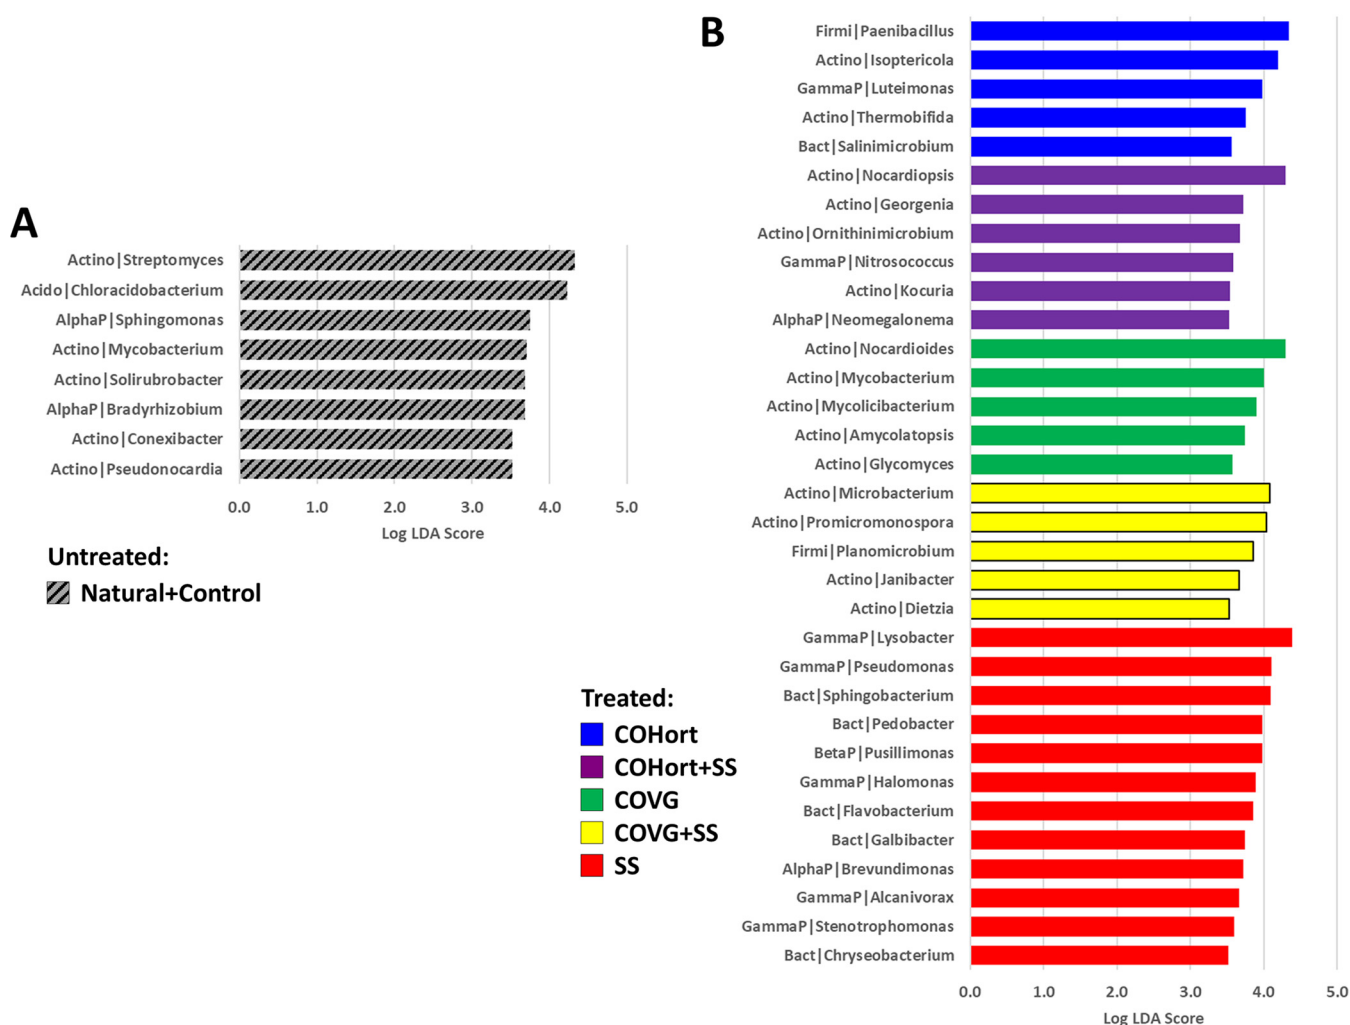 A
Actino|Streptomyces
Acido|Chloracidobacterium
AlphaP|Sphingomonas
Actino|Mycobacterium
Actino|Solirubrobacter
AlphaP|Bradyrhizobium
Actino|Conexibacter
Actino|Pseudonocardia
0.0 1.0 2.0 3.0 4.0 5.0
Log LDA Score
Untreated:
Natural+Control
B
Firmi|Paenibacillus
Actino|Isoptericola
GammaP|Luteimonas
Actino|Thermobifida
Bact|Salinimicrobium
Actino|Nocardiopsis
Actino|Georgenia
Actino|Ornithinimicrobium
GammaP|Nitrosococcus
Actino|Kocuria
AlphaP|Neomegalonema
Actino|Nocardioides
Actino|Mycobacterium
Actino|Mycolicibacterium
Actino|Amycolatopsis
Actino|Glycomyces
Actino|Microbacterium
Actino|Promicromonospora
Firmi|Planomicrobium
Actino|Janibacter
Actino|Dietzia
GammaP|Lysobacter
GammaP|Pseudomonas
Bact|Sphingobacterium
Bact|Pedobacter
BetaP|Pusillimonas
GammaP|Halomonas
Bact|Flavobacterium
Bact|Galbibacter
AlphaP|Brevundimonas
GammaP|Alcanivorax
GammaP|Stenotrophomonas
Bact|Chryseobacterium
0.0 1.0 2.0 3.0 4.0 5.0
Log LDA Score
Treated:
COHort
COHort+SS
COVG
COVG+SS
SS